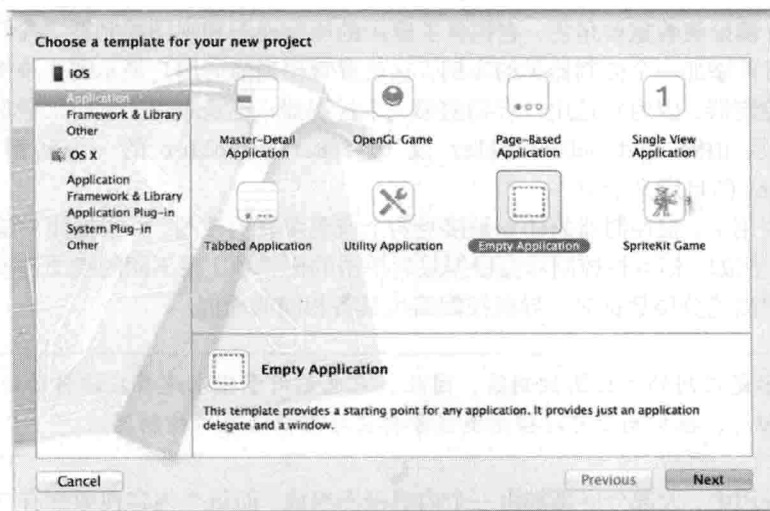 Choose a template for your new project
iOS
Application
Framework & Library
Other
OS X
Application
Framework & Library
Application Plug-in
System Plug-in
Other
Master-Detail
Application
OpenGL Game
Page-Based
Application
1
Single View
Application
Tabbed Application
Utility Application
Empty Application
SpriteKit Game
Empty Application
This template provides a starting point for any application. It provides just an application
delegate and a window.
Cancel
Previous
Next